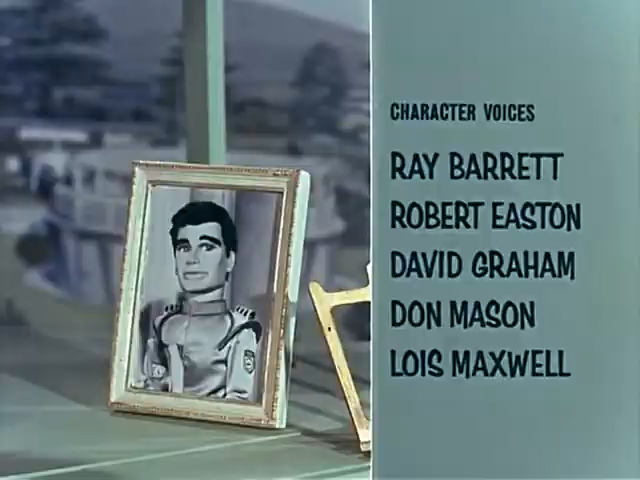 CHARACTER VOICES
RAY BARRETT
ROBERT EASTON
DAVID GRAHAM
DON MASON
LOIS MAXWELL